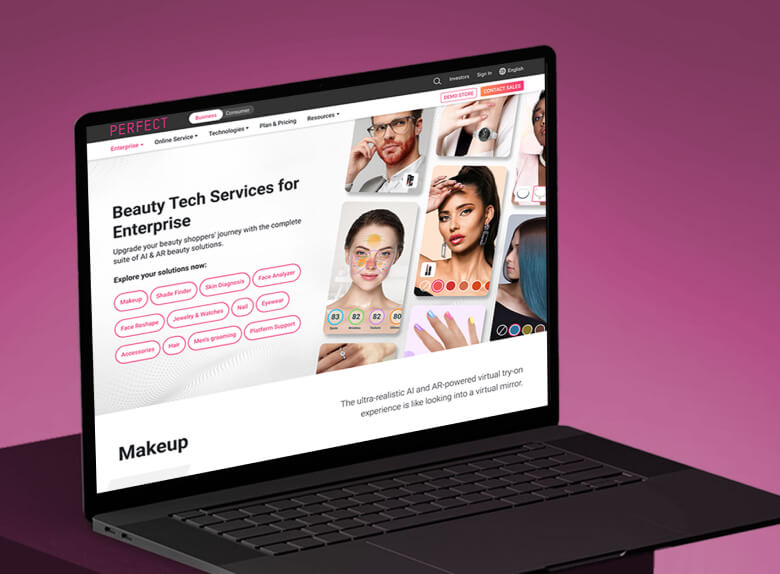 Investors Sign In English
PERFECT Business Consumer
DEMO STORE CONTACT SALES
Enterprise Online Service Technologies Plan & Pricing Resources
Beauty Tech Services for
Enterprise
Upgrade your beauty shoppers' journey with the complete
suite of AI & AR beauty solutions.
Explore your solutions now:
Makeup Shade Finder Skin Diagnosis Face Analyzer
Face Reshape Jewelry & Watches Nail Eyewear
Accessories Hair Men's grooming Platform Support
83 82 82 80
The ultra-realistic AI and AR-powered virtual try-on
experience is like looking into a virtual mirror.
Makeup